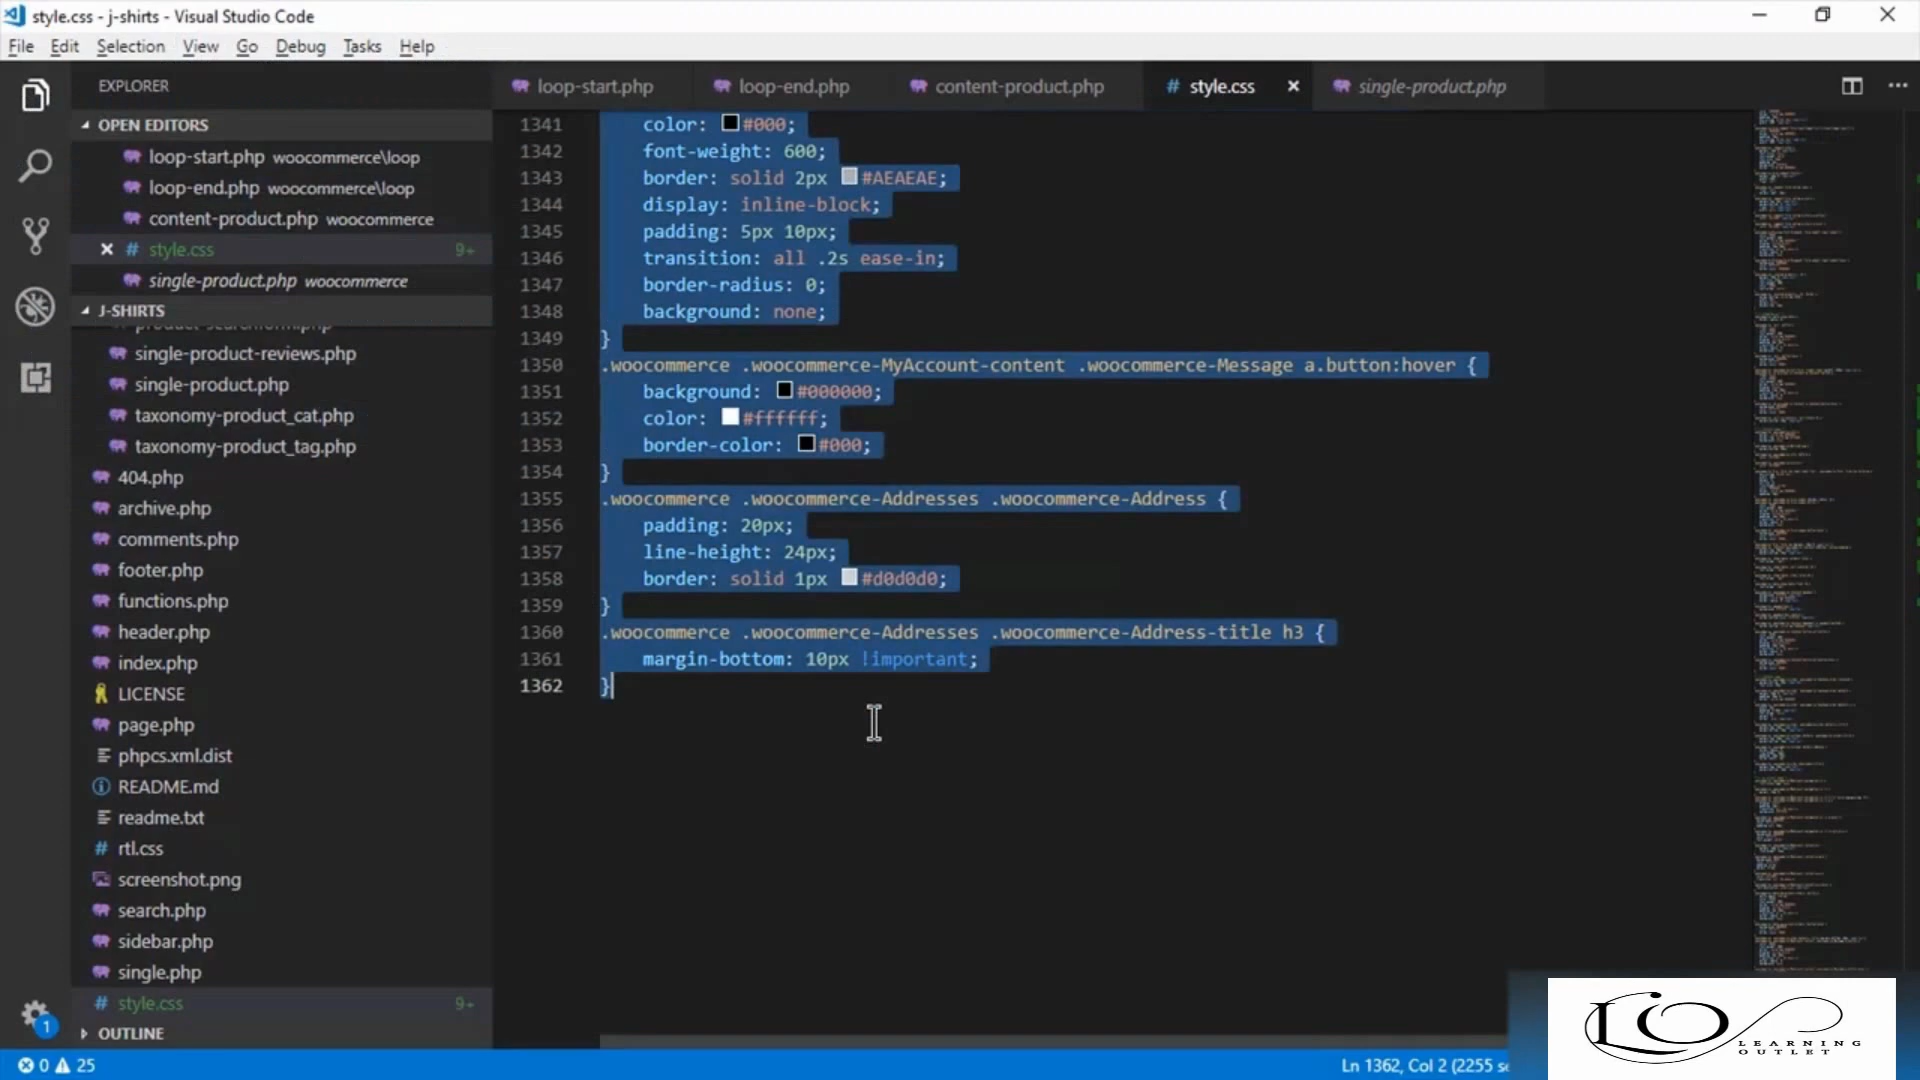 style.css - j-shirts - Visual Studio Code
File Edit Selection View Go Debug Tasks Help
EXPLORER
OPEN EDITORS
loop-start.php woocommerce\loop
loop-end.php woocommerce\loop
content-product.php woocommerce
# style.css 9+
single-product.php woocommerce
J-SHIRTS
product-searchform.php
single-product-reviews.php
single-product.php
taxonomy-product_cat.php
taxonomy-product_tag.php
404.php
archive.php
comments.php
footer.php
functions.php
header.php
index.php
LICENSE
page.php
phpcs.xml.dist
README.md
readme.txt
# rtl.css
screenshot.png
search.php
sidebar.php
single.php
# style.css 9+
OUTLINE
1
loop-start.php loop-end.php content-product.php # style.css single-product.php
1341 color: #000;
1342 font-weight: 600;
1343 border: solid 2px #AEAEAE;
1344 display: inline-block;
1345 padding: 5px 10px;
1346 transition: all .2s ease-in;
1347 border-radius: 0;
1348 background: none;
1349 }
1350 .woocommerce .woocommerce-MyAccount-content .woocommerce-Message a.button:hover {
1351 background: #000000;
1352 color: #ffffff;
1353 border-color: #000;
1354 }
1355 .woocommerce .woocommerce-Addresses .woocommerce-Address {
1356 padding: 20px;
1357 line-height: 24px;
1358 border: solid 1px #d0d0d0;
1359 }
1360 .woocommerce .woocommerce-Addresses .woocommerce-Address-title h3 {
1361 margin-bottom: 10px !important;
1362 }
0 25
Ln 1362, Col 2 (2255 se
LO
LEARNING
OUTLET